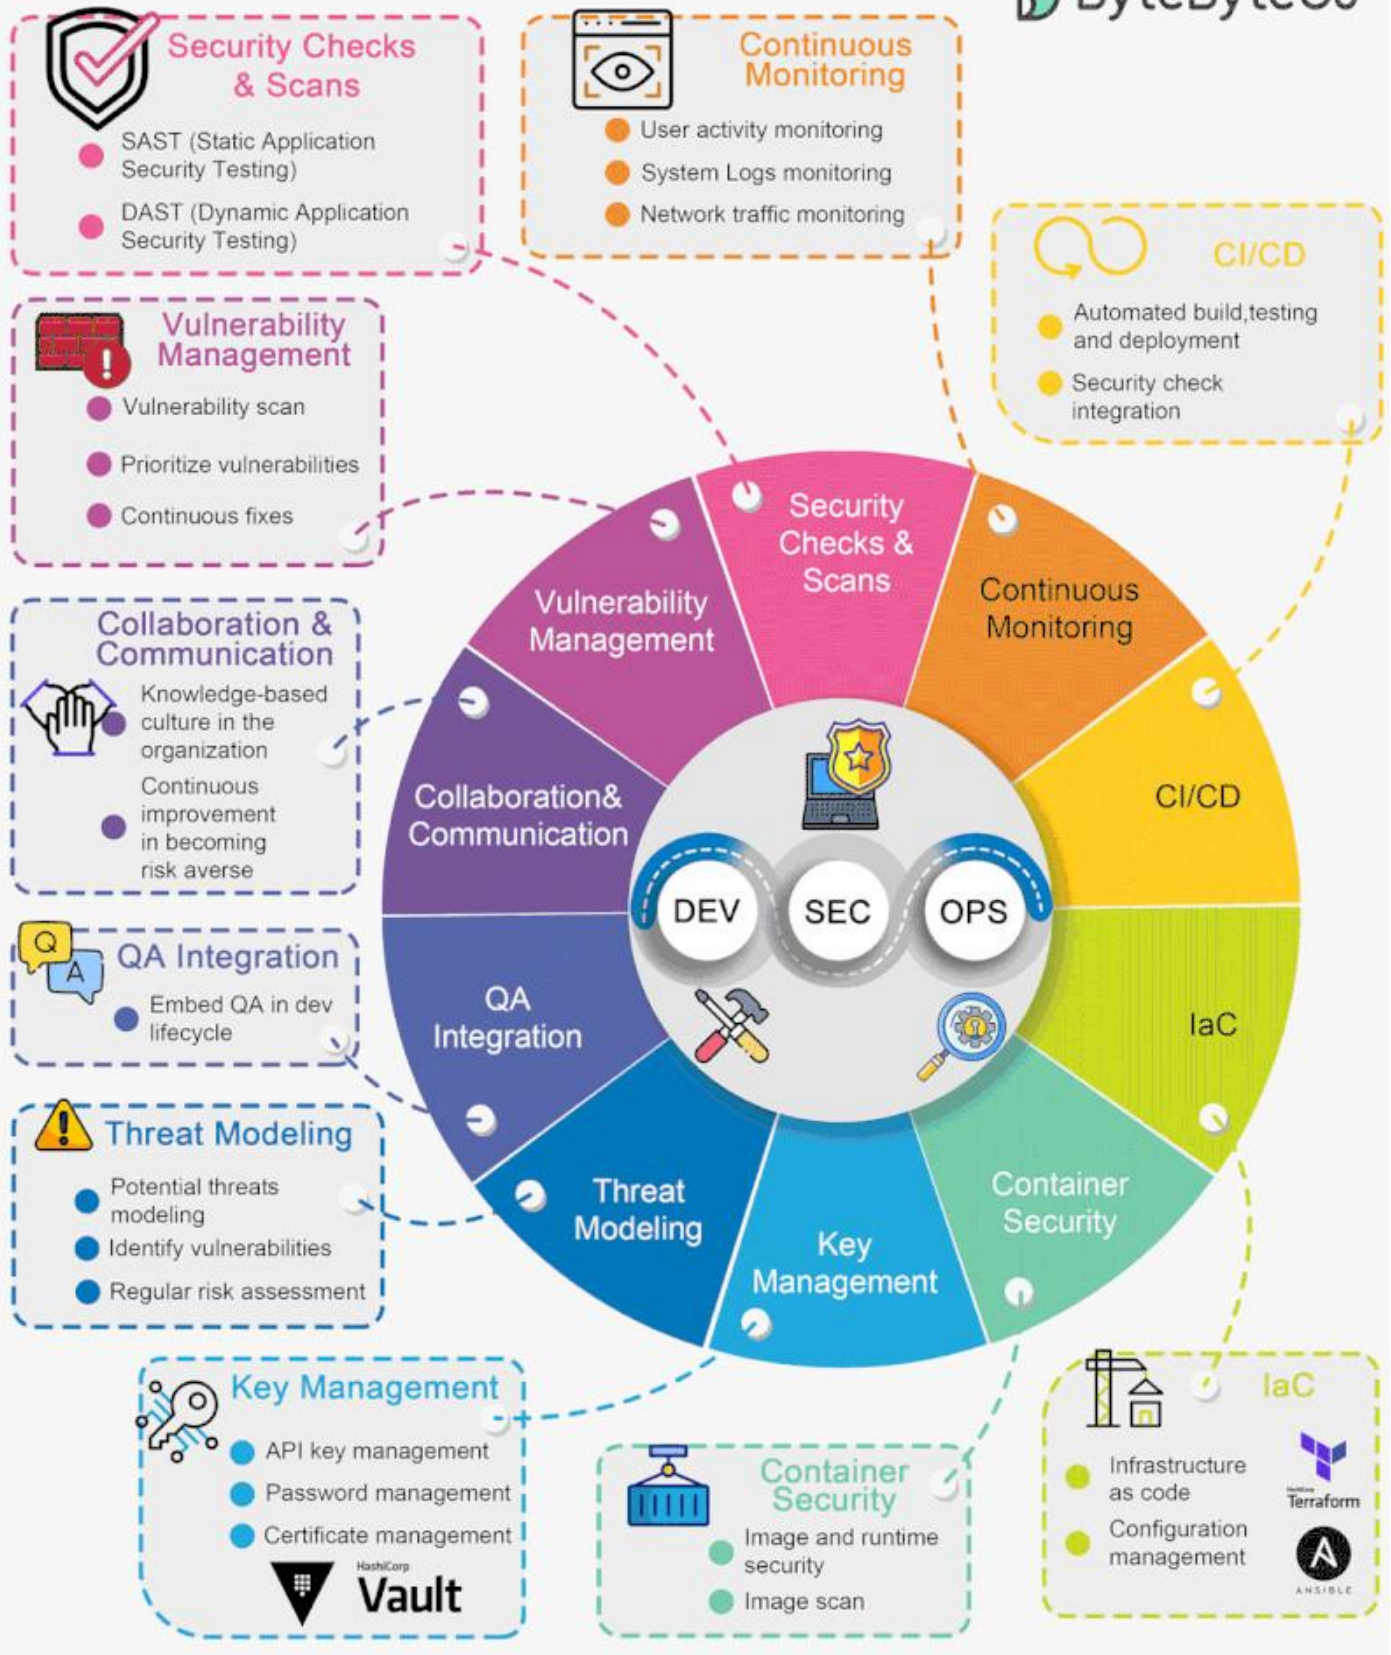 ByteByteGo
Security Checks
& Scans
SAST (Static Application
Security Testing)
DAST (Dynamic Application
Security Testing)
Continuous
Monitoring
User activity monitoring
System Logs monitoring
Network traffic monitoring
CI/CD
Automated build,testing
and deployment
Security check
integration
Vulnerability
Management
Vulnerability scan
Prioritize vulnerabilities
Continuous fixes
Collaboration &
Communication
Knowledge-based
culture in the
organization
Continuous
improvement
in becoming
risk averse
Q
A
QA Integration
Embed QA in dev
lifecycle
Threat Modeling
Potential threats
modeling
Identify vulnerabilities
Regular risk assessment
Key Management
API key management
Password management
Certificate management
HashiCorp
Vault
Container
Security
Image and runtime
security
Image scan
IaC
Infrastructure
as code
HashiCorp
Terraform
Configuration
management
A
ANSIBLE
Security
Checks &
Scans
Continuous
Monitoring
CI/CD
IaC
Container
Security
Key
Management
Threat
Modeling
QA
Integration
Collaboration&
Communication
Vulnerability
Management
DEV
SEC
OPS